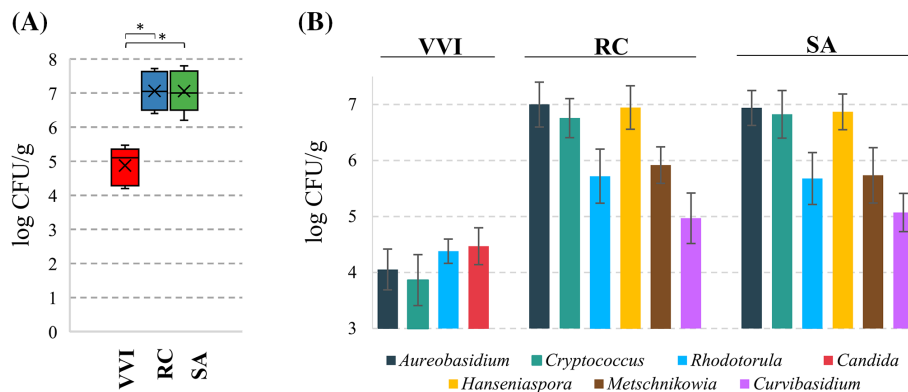 (A)
*
*
8
7
6
5
4
3
2
1
0
log CFU/g
VVI
RC
SA
(B)
VVI
RC
SA
7
6
5
4
3
log CFU/g
Aureobasidium Cryptococcus Rhodotorula Candida
Hanseniaspora Metschnikowia Curvibasidium